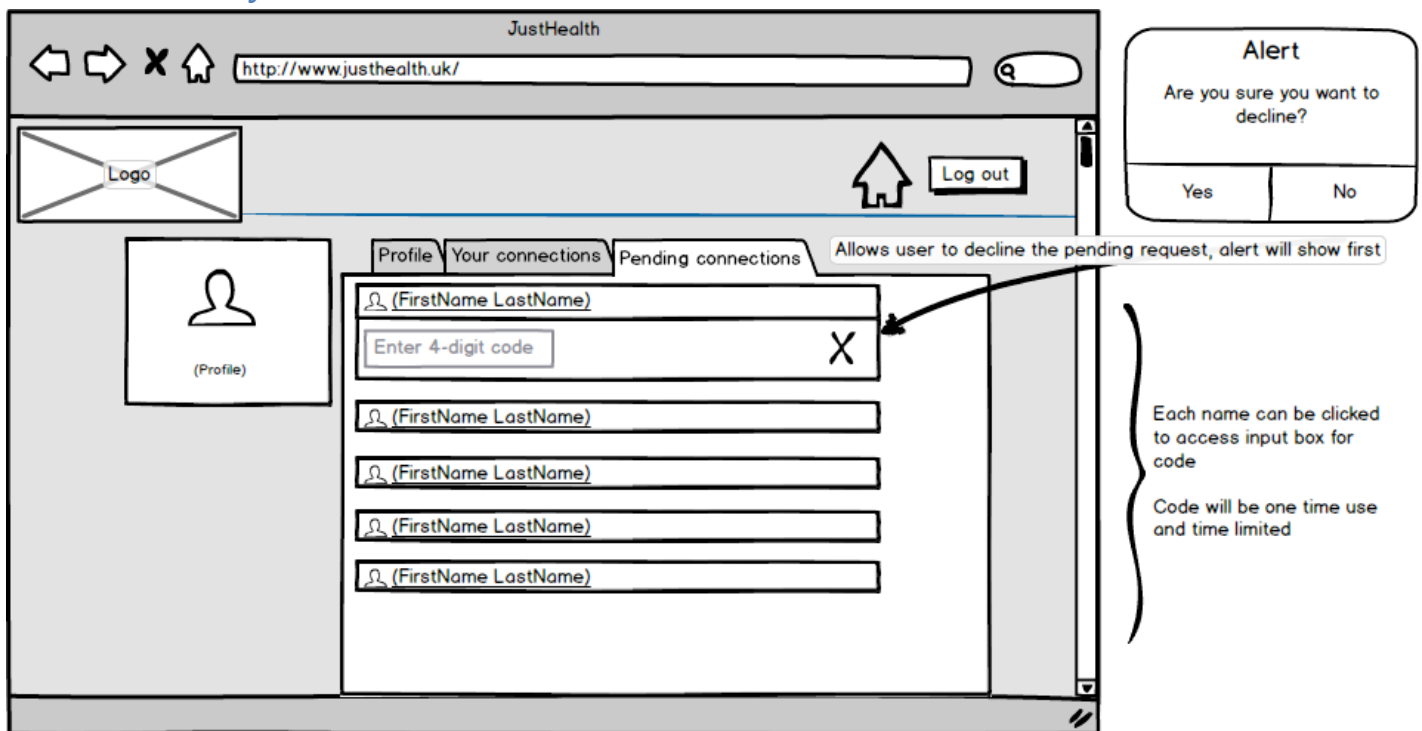 JustHealth
http://www.justhealth.uk/
Alert
Are you sure you want to
decline?
Yes
No
Logo
Log out
Profile
Your connections
Pending connections
Allows user to decline the pending request, alert will show first
(Profile)
(FirstName LastName)
Enter 4-digit code
X
(FirstName LastName)
(FirstName LastName)
(FirstName LastName)
(FirstName LastName)
Each name can be clicked
to access input box for
code
Code will be one time use
and time limited